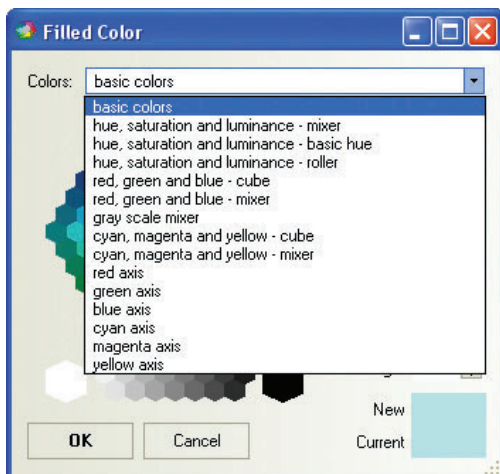 Filled Color
Colors: basic colors
basic colors
hue, saturation and luminance - mixer
hue, saturation and luminance - basic hue
hue, saturation and luminance - roller
red, green and blue - cube
red, green and blue - mixer
gray scale mixer
cyan, magenta and yellow - cube
cyan, magenta and yellow - mixer
red axis
green axis
blue axis
cyan axis
magenta axis
yellow axis
New
OK Cancel Current